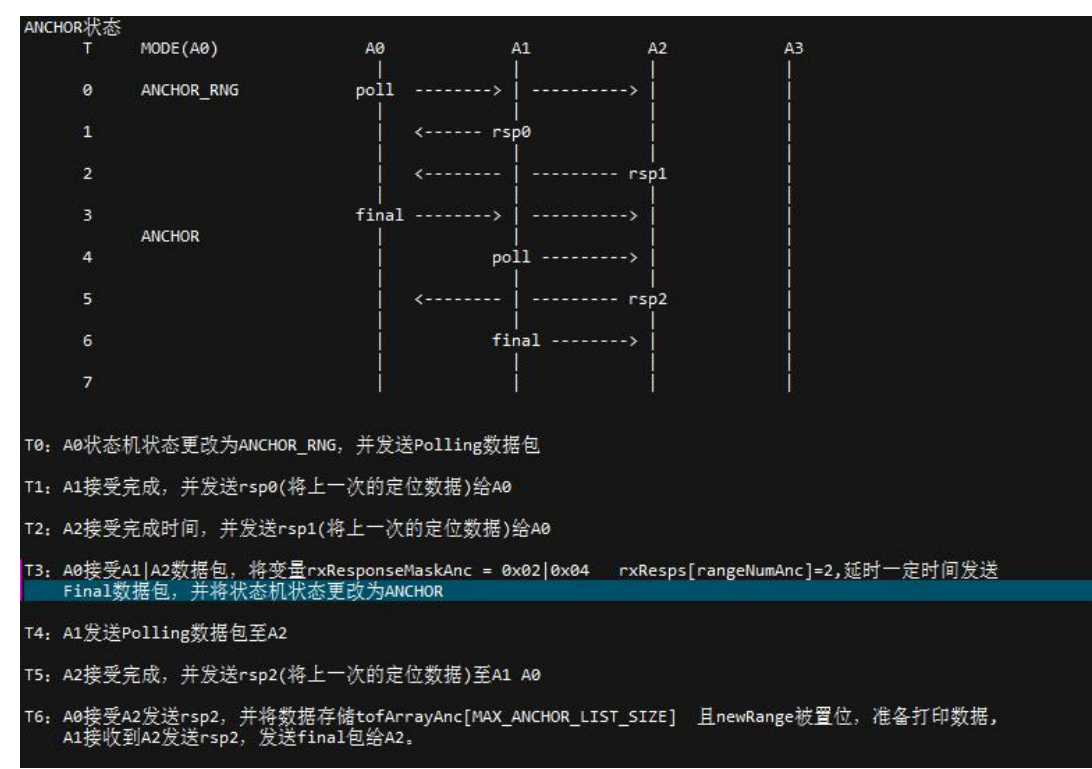 ANCHOR状态
T MODE(A0) A0 A1 A2 A3
0 ANCHOR_RNG poll --------> | ---------->
1 <------ rsp0
2 <-------- | --------- rsp1
3 final --------> | ---------->
ANCHOR
4 poll --------->
5 <-------- | --------- rsp2
6 final -------->
7
T0: A0状态机状态更改为ANCHOR_RNG，并发送Polling数据包
T1: A1接受完成，并发送rsp0(将上一次的定位数据)给A0
T2: A2接受完成时间，并发送rsp1(将上一次的定位数据)给A0
T3: A0接受A1|A2数据包，将变量rxResponseMaskAnc = 0x02|0x04 rxResps[rangeNumAnc]=2,延时一定时间发送
Final数据包，并将状态机状态更改为ANCHOR
T4: A1发送Polling数据包至A2
T5: A2接受完成，并发送rsp2(将上一次的定位数据)至A1 A0
T6: A0接受A2发送rsp2，并将数据存储tofArrayAnc[MAX_ANCHOR_LIST_SIZE] 且newRange被置位，准备打印数据,
A1接收到A2发送rsp2，发送final包给A2。